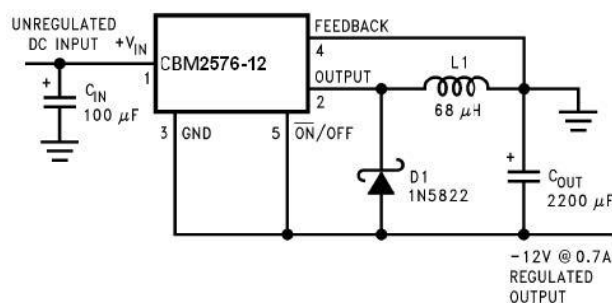 UNREGULATED
DC INPUT
+VIN
1
CIN
100 µF
CBM2576-12
FEEDBACK
4
OUTPUT
2
3 GND
5 O̅N̅/OFF
L1
68 µH
D1
1N5822
COUT
2200 µF
−12V @ 0.7A
REGULATED
OUTPUT
+
+